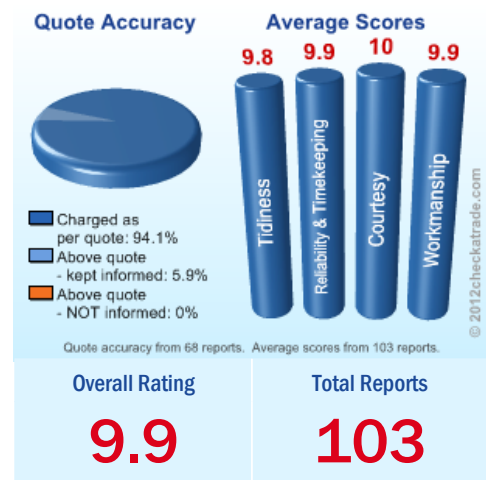 Quote Accuracy
Average Scores
9.8
9.9
10
9.9
Tidiness
Reliability & Timekeeping
Courtesy
Workmanship
Charged as
per quote: 94.1%
Above quote
- kept informed: 5.9%
Above quote
- NOT informed: 0%
© 2012checkatrade.com
Quote accuracy from 68 reports. Average scores from 103 reports.
Overall Rating
9.9
Total Reports
103